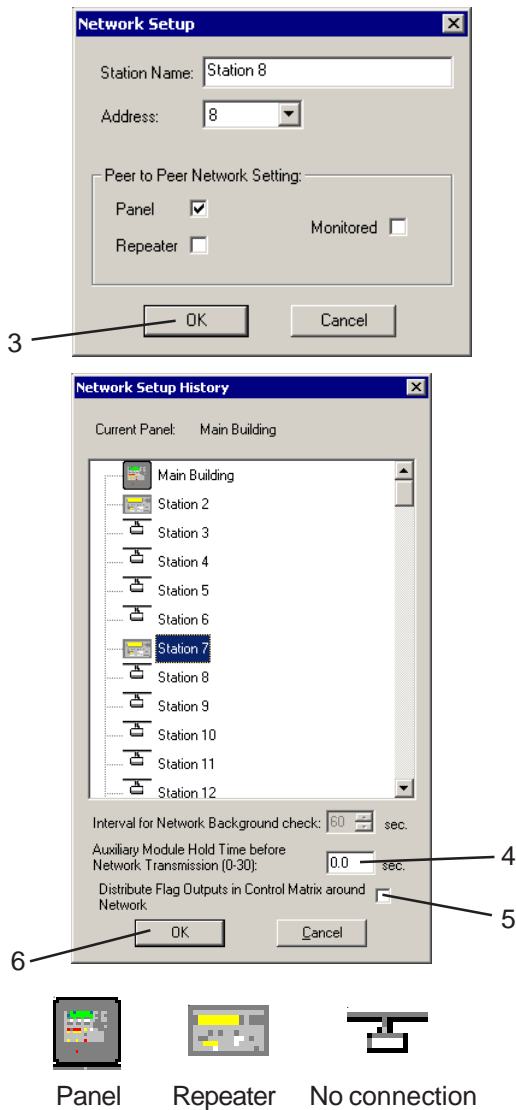 Network Setup
Station Name: Station 8
Address: 8
Peer to Peer Network Setting:
Panel
Monitored
Repeater
OK Cancel
3
Network Setup History
Current Panel: Main Building
Main Building
Station 2
Station 3
Station 4
Station 5
Station 6
Station 7
Station 8
Station 9
Station 10
Station 11
Station 12
Interval for Network Background check: 60 sec.
Auxiliary Module Hold Time before
Network Transmission (0-30): 0.0 sec.
4
Distribute Flag Outputs in Control Matrix around
Network
5
OK Cancel
6
Panel Repeater No connection